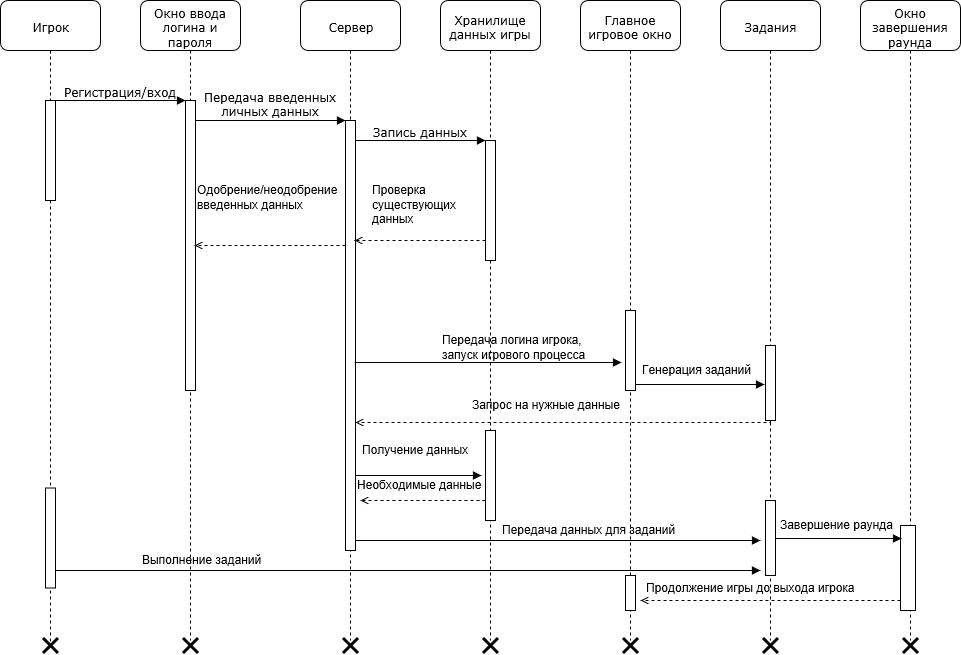 Игрок
Окно ввода
логина и
пароля
Сервер
Хранилище
данных игры
Главное
игровое окно
Задания
Окно
завершения
раунда
Регистрация/вход
Передача введенных
личных данных
Запись данных
Одобрение/неодобрение
введенных данных
Проверка
существующих
данных
Передача логина игрока,
запуск игрового процесса
Генерация заданий
Запрос на нужные данные
Получение данных
Необходимые данные
Передача данных для заданий
Завершение раунда
Выполнение заданий
Продолжение игры до выхода игрока